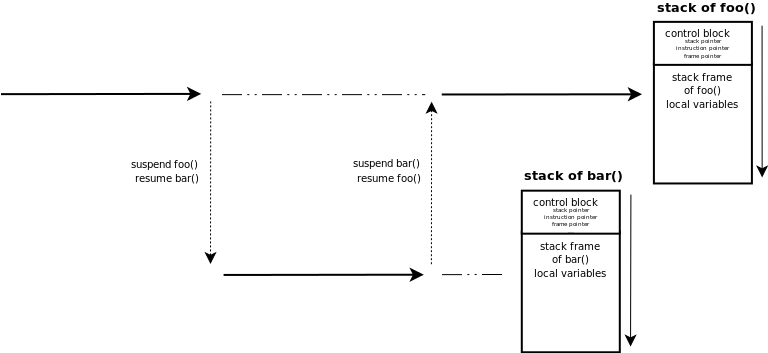 stack of foo()
control block
stack pointer
instruction pointer
frame pointer
stack frame
of foo()
local variables
suspend foo()
resume bar()
suspend bar()
resume foo()
stack of bar()
control block
stack pointer
instruction pointer
frame pointer
stack frame
of bar()
local variables